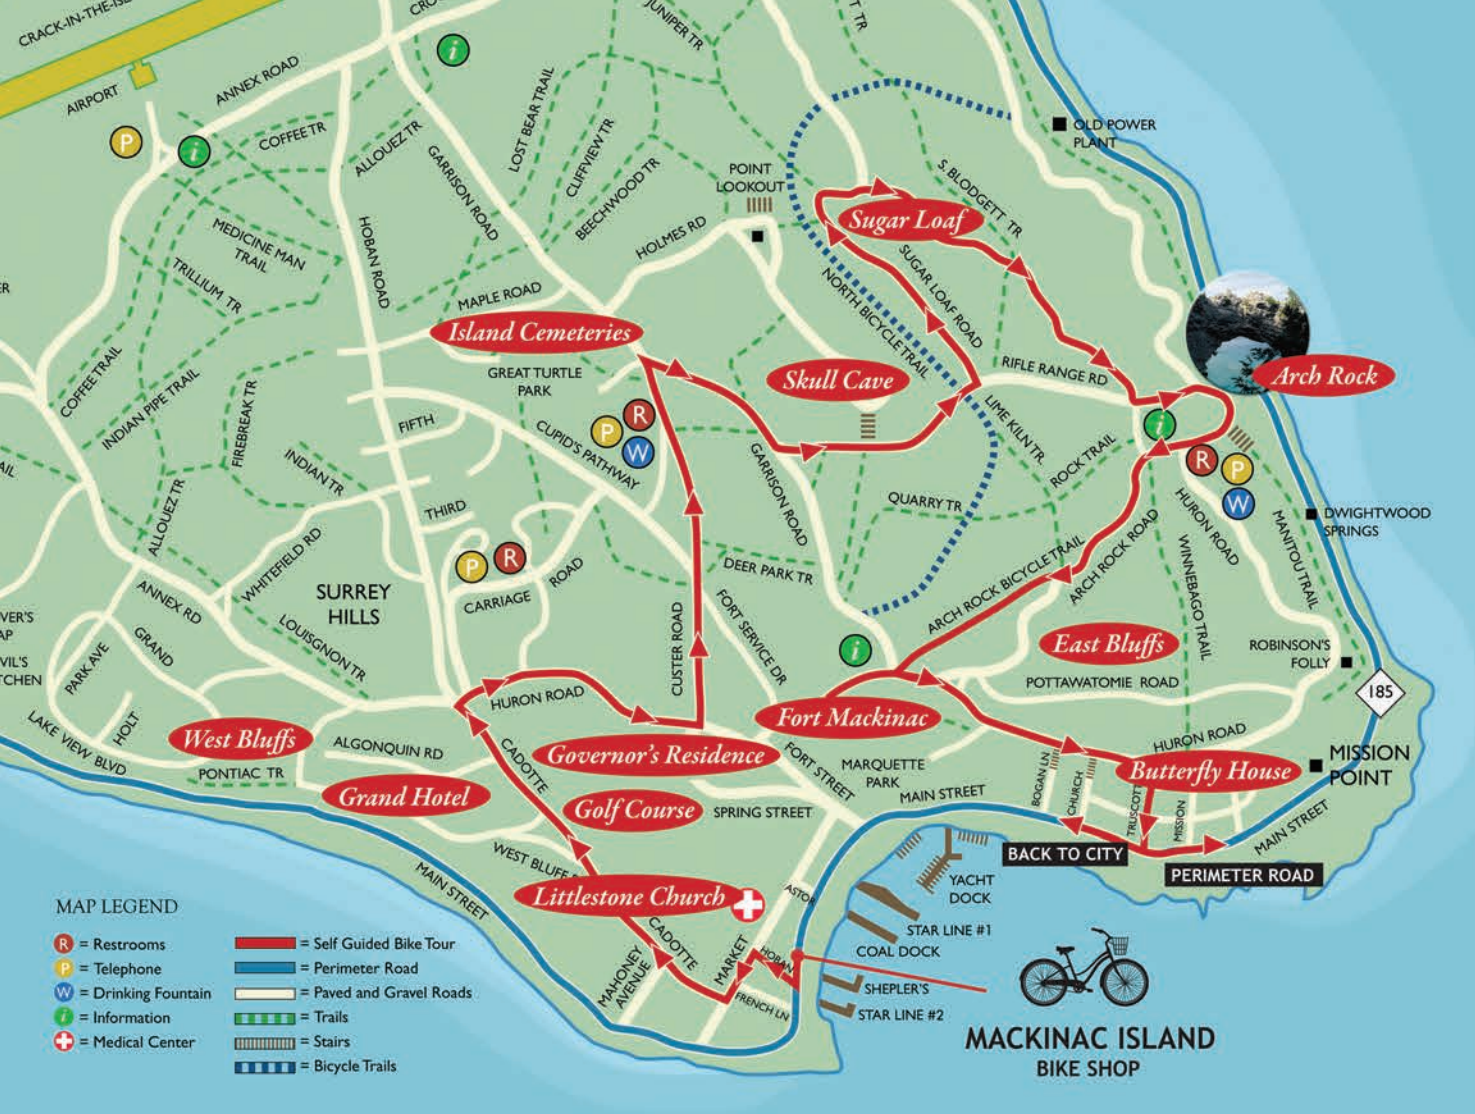 CRACK-IN-THE-ISL
CRO
JUNIPER TR
T TR
ANNEX ROAD
AIRPORT
COFFEE TR
ALLOUEZ TR
GARRISON ROAD
LOST BEAR TRAIL
CLIFFVIEW TR
BEECHWOOD TR
POINT
LOOKOUT
OLD POWER
PLANT
S. BLODGETT TR
Sugar Loaf
SUGAR LOAF ROAD
NORTH BICYCLE TRAIL
HOLMES RD
MEDICINE MAN
TRAIL
TRILLIUM TR
HOBAN ROAD
MAPLE ROAD
ER
Island Cemeteries
GREAT TURTLE
PARK
Skull Cave
RIFLE RANGE RD
Arch Rock
COFFEE TRAIL
INDIAN PIPE TRAIL
FIREBREAK TR
FIFTH
CUPID'S PATHWAY
R
P
W
LIME KILN TR
ROCK TRAIL
GARRISON ROAD
QUARRY TR
R
P
W
HURON ROAD
MANITOU TRAIL
DWIGHTWOOD
SPRINGS
AIL
INDIAN TR
ALLOUEZ TR
THIRD
P
R
CARRIAGE
ROAD
WHITEFIELD RD
SURREY
HILLS
ANNEX RD
LOUISGNON TR
GRAND
PARK AVE
VER'S
AP
VIL'S
TCHEN
DEER PARK TR
FORT SERVICE DR
CUSTER ROAD
ARCH ROCK BICYCLE TRAIL
ARCH ROCK ROAD
WINNEBAGO TRAIL
East Bluffs
ROBINSON'S
FOLLY
POTTAWATOMIE ROAD
185
HURON ROAD
LAKE VIEW BLVD
HOLT
West Bluffs
PONTIAC TR
ALGONQUIN RD
Grand Hotel
CADOTTE
Governor's Residence
Golf Course
SPRING STREET
Fort Mackinac
FORT STREET
MARQUETTE
PARK
MAIN STREET
HURON ROAD
Butterfly House
MISSION
POINT
BOGAN LN
CHURCH
TRUSCOTT
MISSION
MAIN STREET
BACK TO CITY
PERIMETER ROAD
MAIN STREET
WEST BLUFF
Littlestone Church
ASTOR
CADOTTE
MARKET
HOBAN
FRENCH LN
MAHONEY
AVENUE
YACHT
DOCK
STAR LINE #1
COAL DOCK
SHEPLER'S
STAR LINE #2
MACKINAC ISLAND
BIKE SHOP
MAP LEGEND
R = Restrooms
P = Telephone
W = Drinking Fountain
i = Information
= Medical Center
= Self Guided Bike Tour
= Perimeter Road
= Paved and Gravel Roads
= Trails
= Stairs
= Bicycle Trails